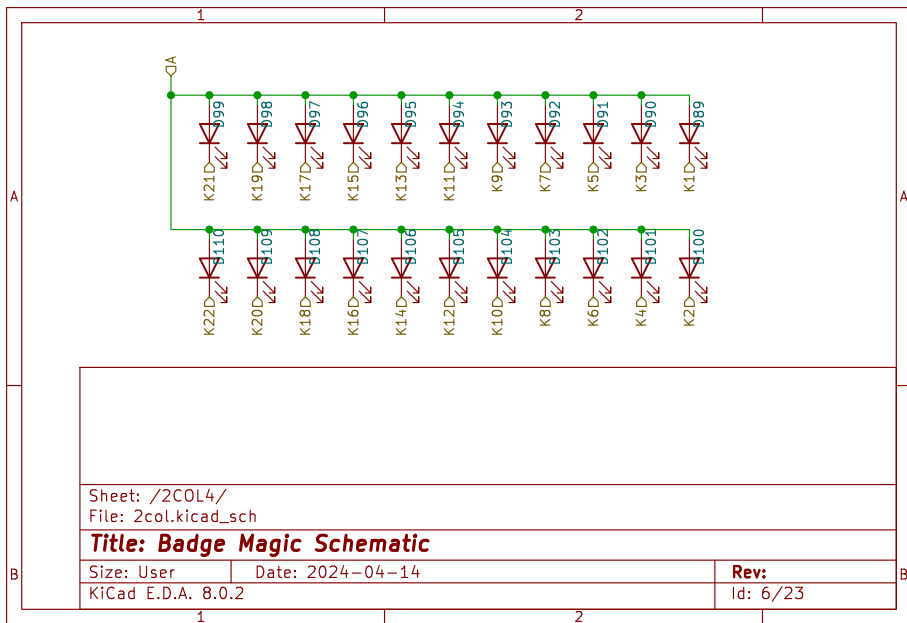 1 2
A
D99 D98 D97 D96 D95 D94 D93 D92 D91 D90 D89
K21 K19 K17 K15 K13 K11 K9 K7 K5 K3 K1
A A
D110 D109 D108 D107 D106 D105 D104 D103 D102 D101 D100
K22 K20 K18 K16 K14 K12 K10 K8 K6 K4 K2
Sheet: /2COL4/
File: 2col.kicad_sch
Title: Badge Magic Schematic
B B
Size: User Date: 2024-04-14 Rev:
KiCad E.D.A. 8.0.2 Id: 6/23
1 2